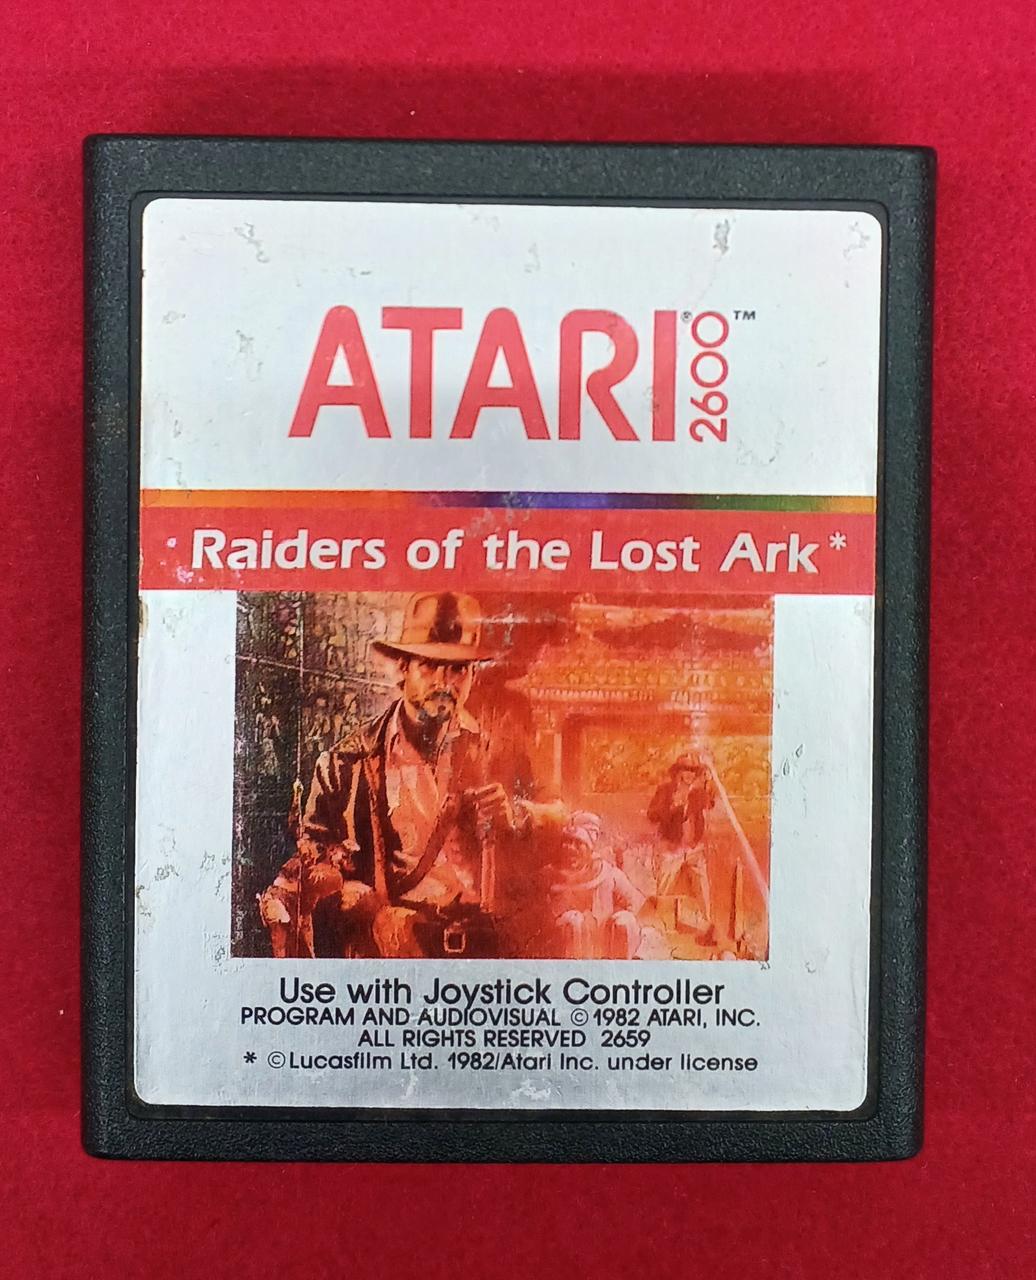 ATARI® 2600™
Raiders of the Lost Ark*
Use with Joystick Controller
PROGRAM AND AUDIOVISUAL © 1982 ATARI, INC.
ALL RIGHTS RESERVED 2659
* © Lucasfilm Ltd. 1982/Atari Inc. under license